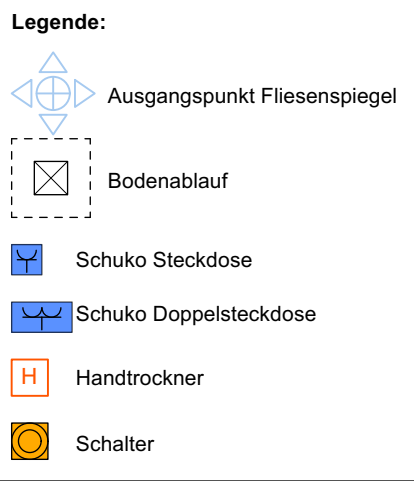 Legende:
Ausgangspunkt Fliesenspiegel
Bodenablauf
Schuko Steckdose
Schuko Doppelsteckdose
H Handtrockner
Schalter